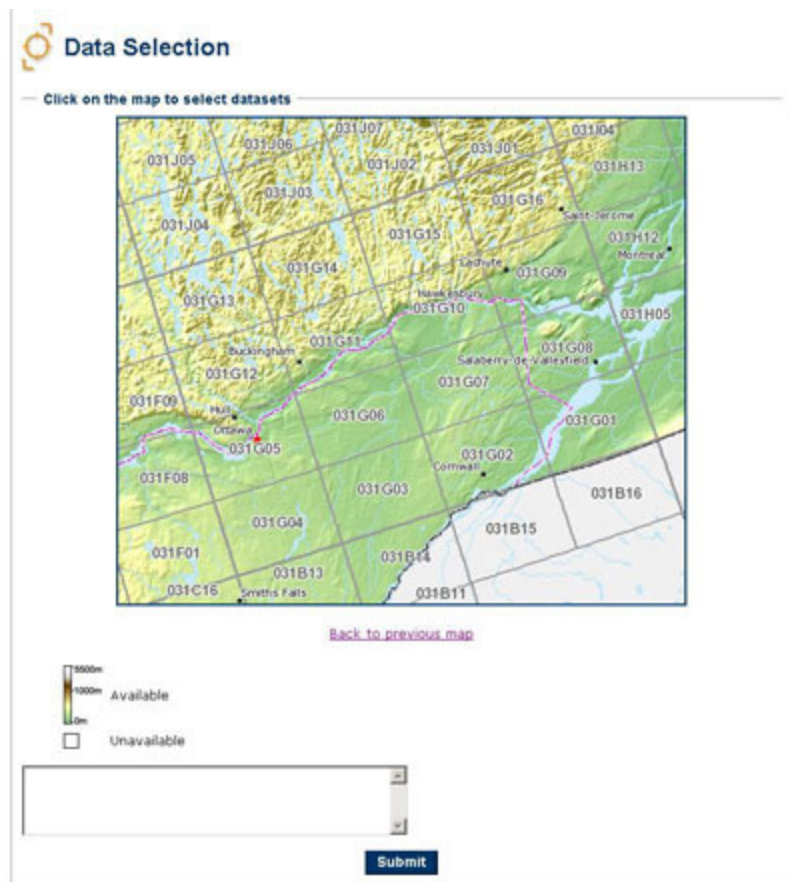 Data Selection
Click on the map to select datasets
031J07
031I04
031J06
031J01
031J05
031J02
031H13
031J03
031G16
Saint-Jerome
031J04
031G15
031H12
Montreal
Lachute
031G14
031G09
Hawkesbury
031G13
031G10
031H05
031G11
031G08
Buckingham
Salaberry-de-Valleyfield
031G12
031G07
031F09
Hull
031G06
031G01
Ottawa
031G05
031G02
Cornwall
031F08
031G03
031B16
031G04
031B15
031F01
031B14
031B13
031C16
Smiths Falls
031B11
Back to previous map
5500m
1000m
0m
Available
Unavailable
Submit